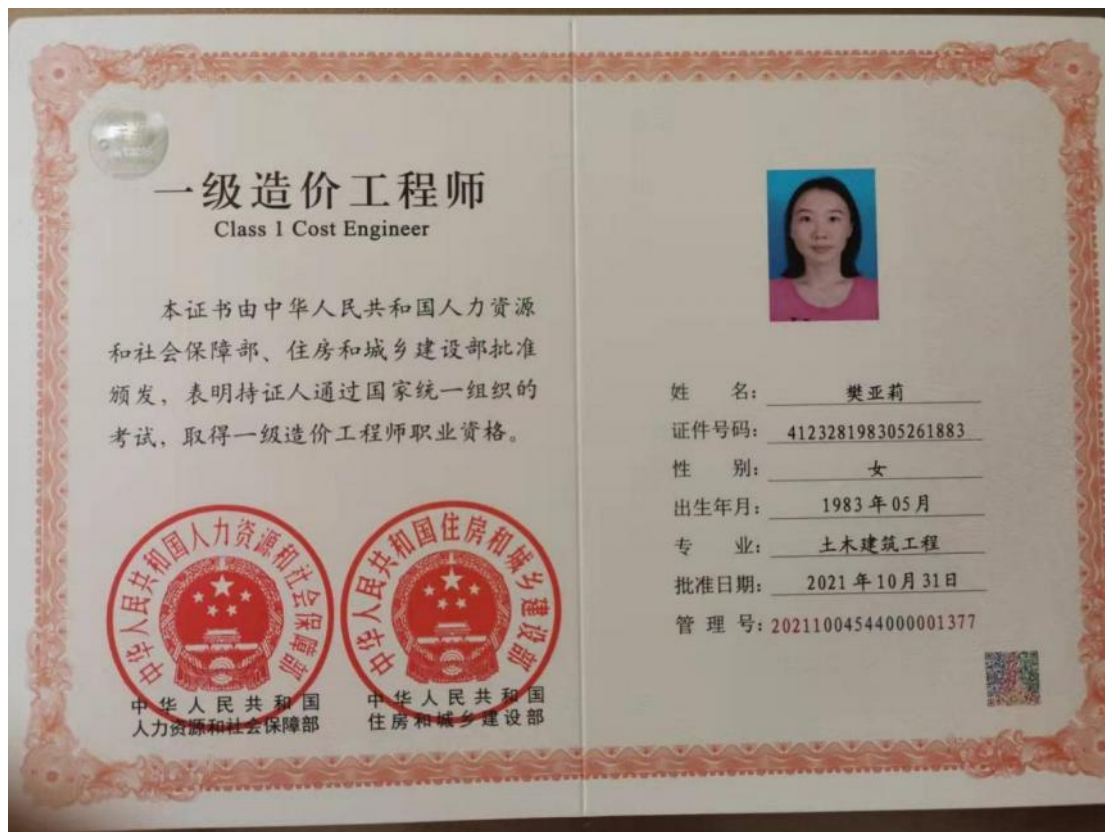 一级造价工程师
Class 1 Cost Engineer
本证书由中华人民共和国人力资源
和社会保障部、住房和城乡建设部批准
颁发，表明持证人通过国家统一组织的
考试，取得一级造价工程师职业资格。
中华人民共和国人力资源和社会保障部
中华人民共和国住房和城乡建设部
中华人民共和国
人力资源和社会保障部
中华人民共和国
住房和城乡建设部
姓 名：樊亚莉
证件号码：412328198305261883
性 别：女
出生年月：1983年05月
专 业：土木建筑工程
批准日期：2021年10月31日
管 理 号：20211004544000001377